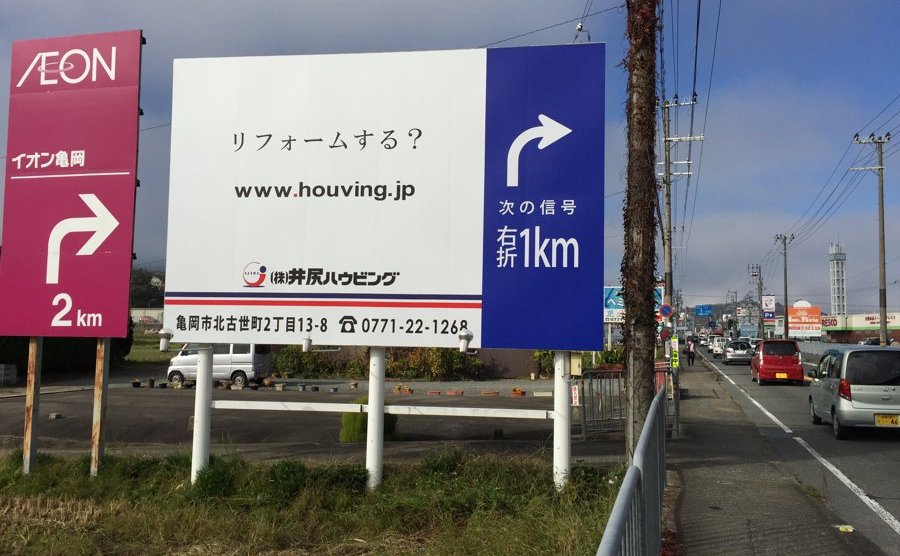 ÆON
イオン亀岡
2km
リフォームする？
www.houving.jp
(株)井尻ハウビング
亀岡市北古世町2丁目13-8 ☎0771-22-1268
次の信号
右折1km